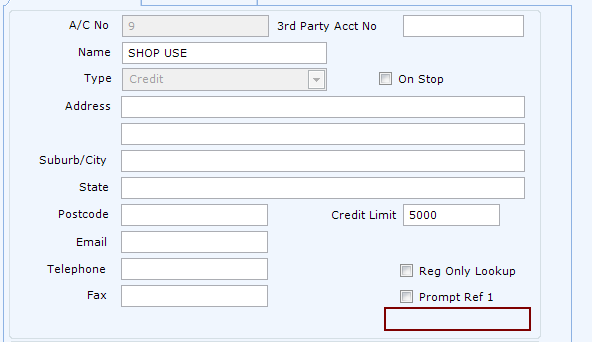 A/C No 9 3rd Party Acct No
Name SHOP USE
Type Credit On Stop
Address
Suburb/City
State
Postcode Credit Limit 5000
Email
Telephone Reg Only Lookup
Fax Prompt Ref 1